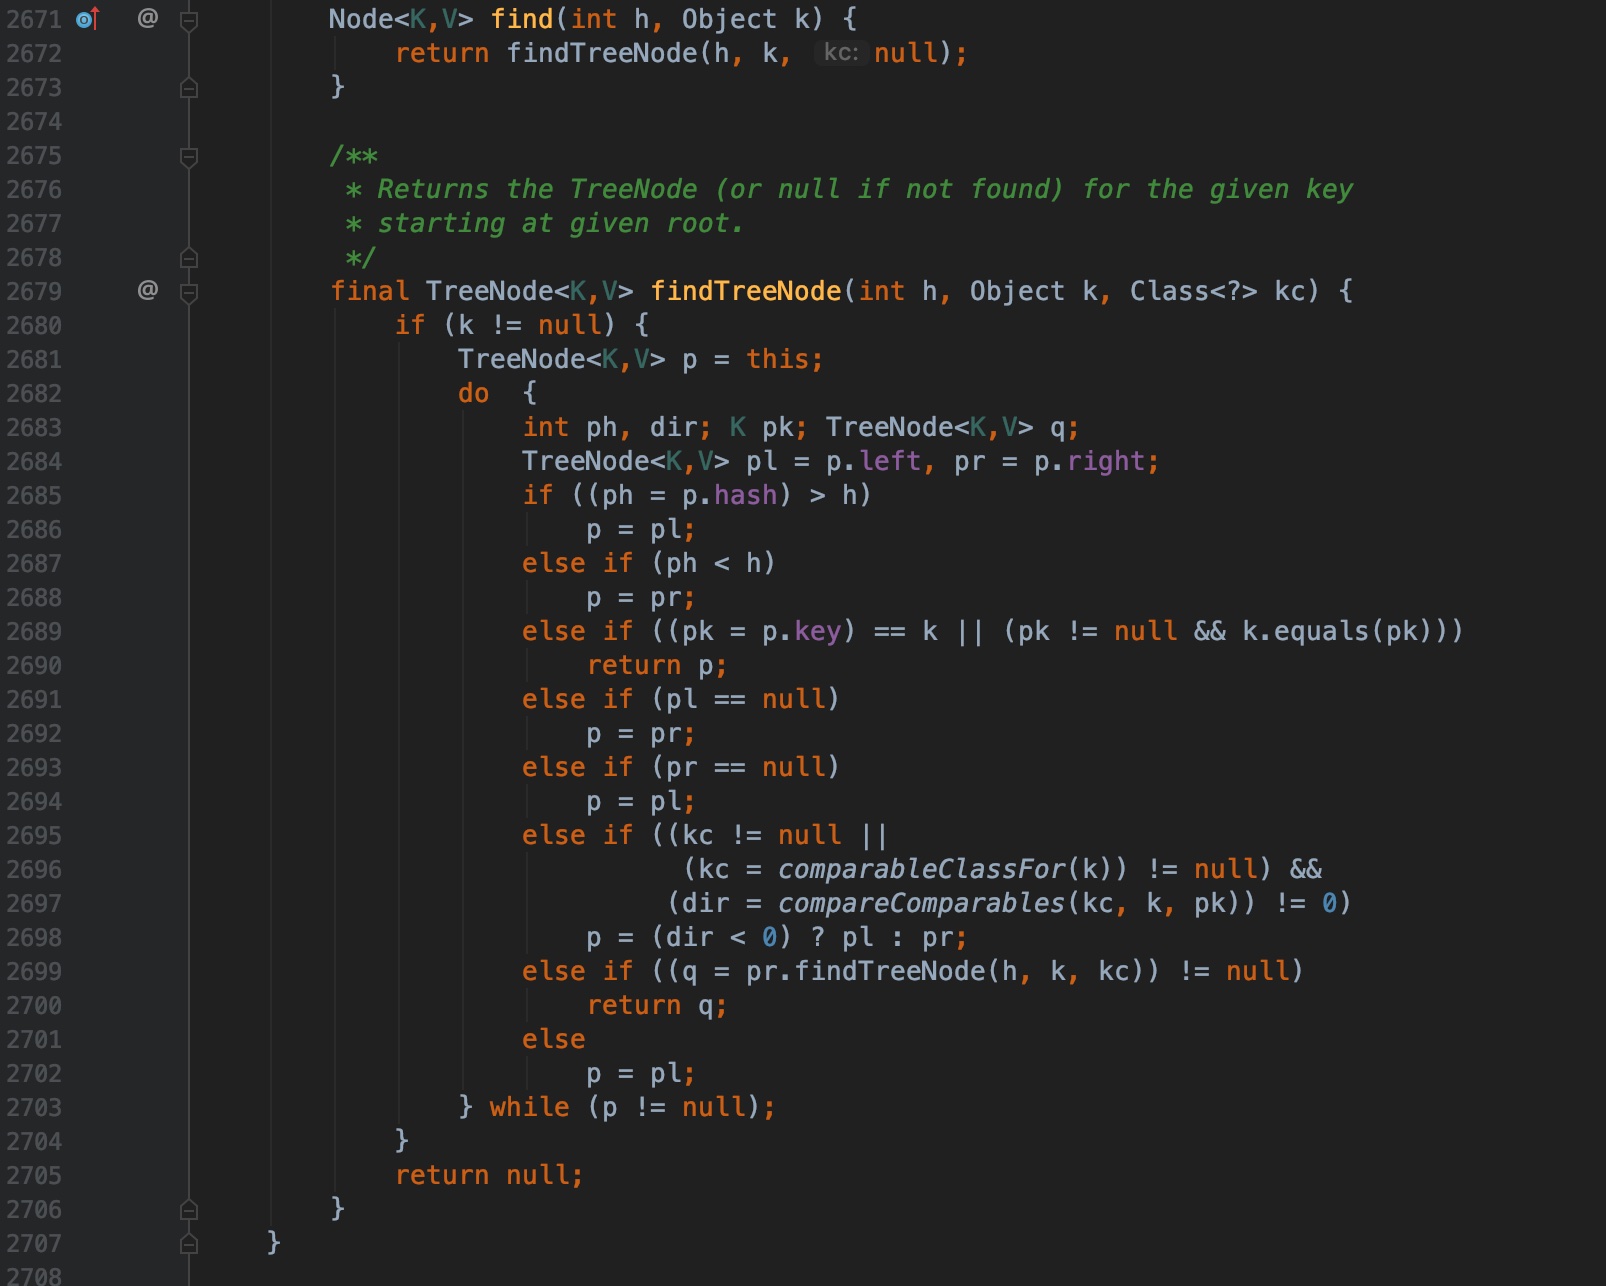 2671 @ Node<K,V> find(int h, Object k) {
2672 return findTreeNode(h, k, kc: null);
2673 }
2674
2675 /**
2676 * Returns the TreeNode (or null if not found) for the given key
2677 * starting at given root.
2678 */
2679 @ final TreeNode<K,V> findTreeNode(int h, Object k, Class<?> kc) {
2680 if (k != null) {
2681 TreeNode<K,V> p = this;
2682 do  {
2683 int ph, dir; K pk; TreeNode<K,V> q;
2684 TreeNode<K,V> pl = p.left, pr = p.right;
2685 if ((ph = p.hash) > h)
2686 p = pl;
2687 else if (ph < h)
2688 p = pr;
2689 else if ((pk = p.key) == k || (pk != null && k.equals(pk)))
2690 return p;
2691 else if (pl == null)
2692 p = pr;
2693 else if (pr == null)
2694 p = pl;
2695 else if ((kc != null ||
2696 (kc = comparableClassFor(k)) != null) &&
2697 (dir = compareComparables(kc, k, pk)) != 0)
2698 p = (dir < 0) ? pl : pr;
2699 else if ((q = pr.findTreeNode(h, k, kc)) != null)
2700 return q;
2701 else
2702 p = pl;
2703 } while (p != null);
2704 }
2705 return null;
2706 }
2707 }
2708